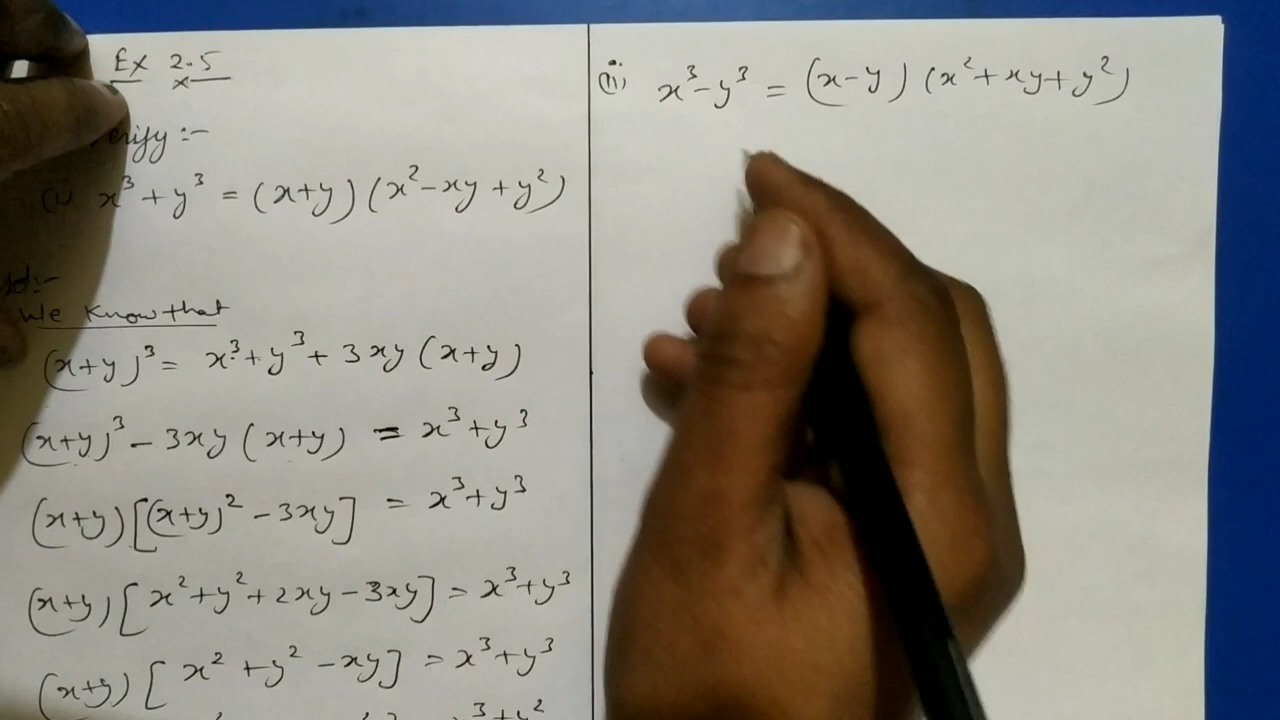 Ex 2.5
erify :-
(i) x³ + y³ = (x+y) (x² - xy + y²)
We Know that
(x+y)³ = x³ + y³ + 3xy (x+y)
(x+y)³ - 3xy (x+y) = x³ + y³
(x+y) [(x+y)² - 3xy] = x³ + y³
(x+y) [x² + y² + 2xy - 3xy] = x³ + y³
(x+y) [x² + y² - xy] = x³ + y³
(ii) x³ - y³ = (x-y) (x² + xy + y²)